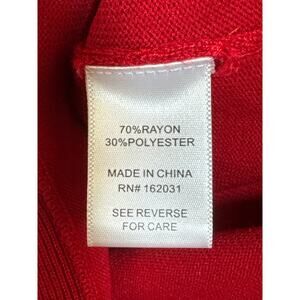 70%RAYON
30%POLYESTER
MADE IN CHINA
RN# 162031
SEE REVERSE
FOR CARE